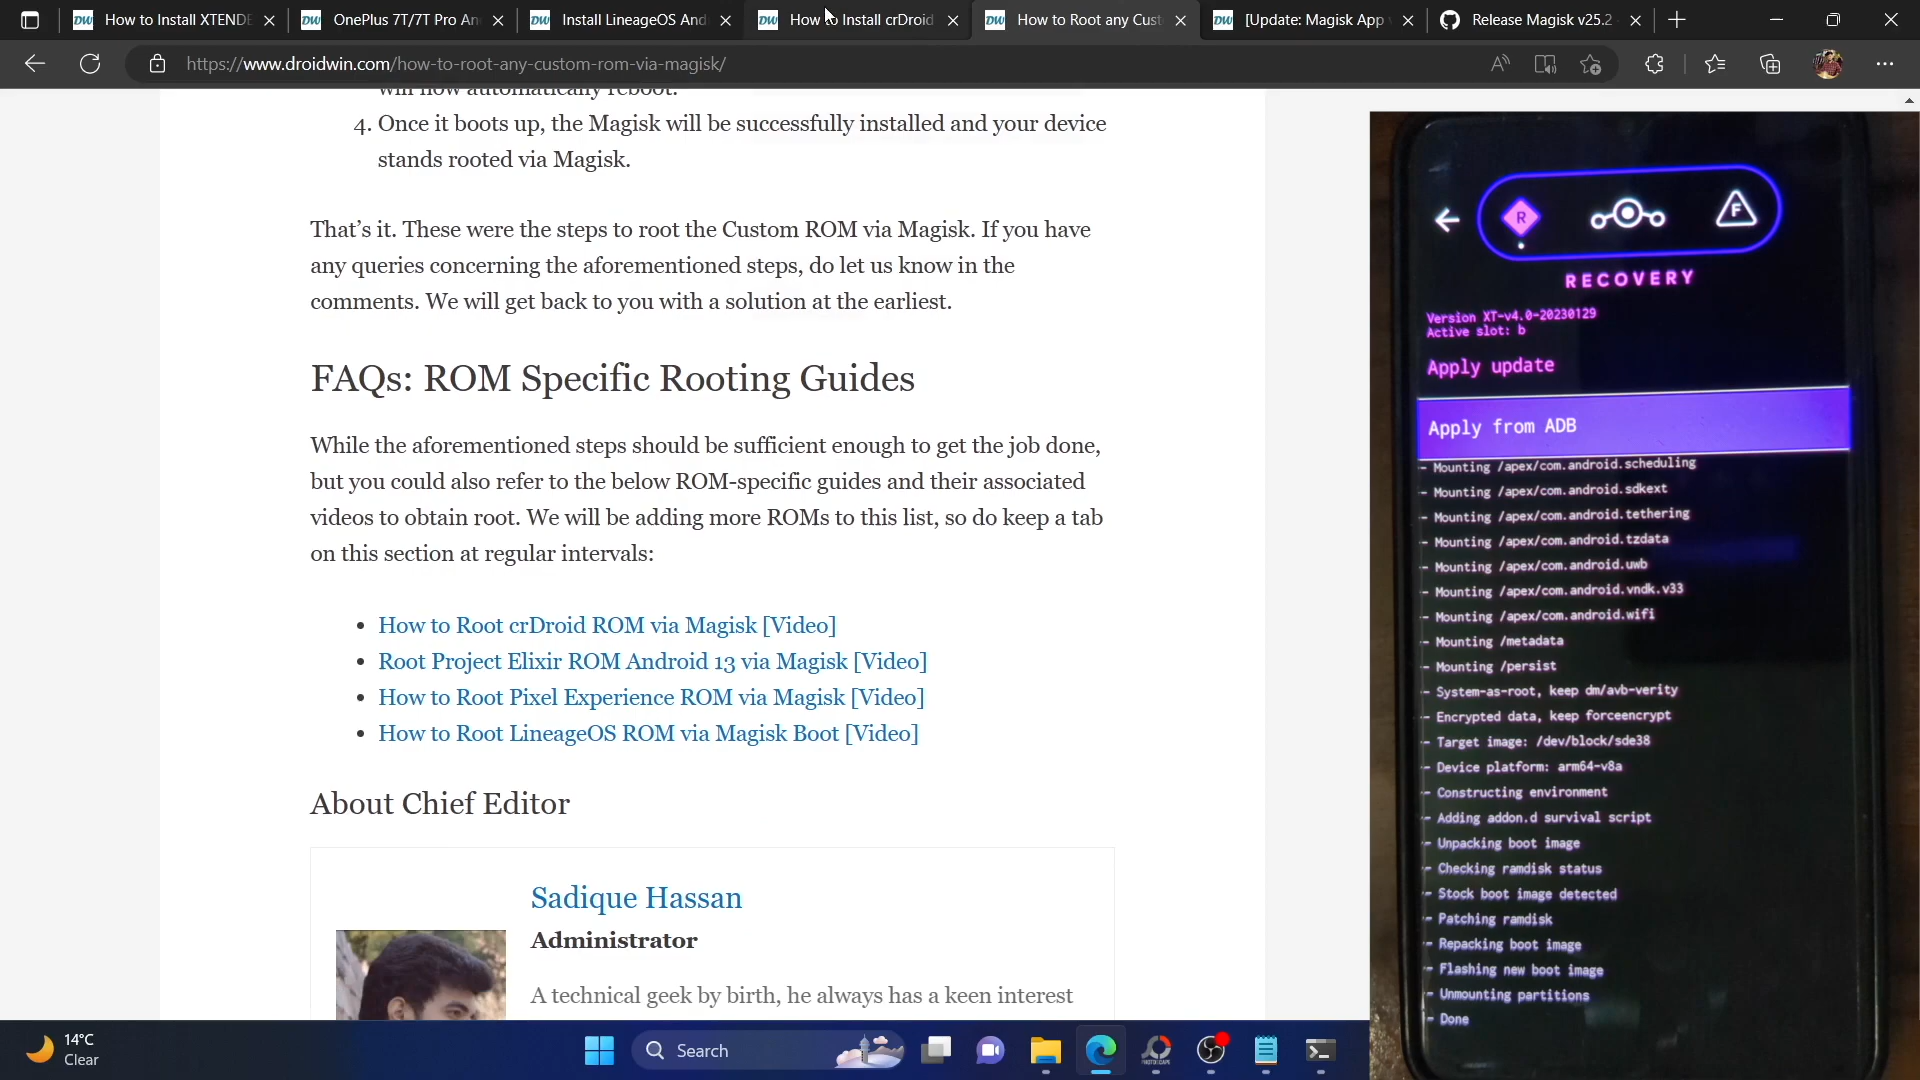 How to Install XTENDE
OnePlus 7T/7T Pro An
Install LineageOS And
How to Install crDroid
How to Root any Cust
[Update: Magisk App v
Release Magisk v25.2
https://www.droidwin.com/how-to-root-any-custom-rom-via-magisk/
will now automatically reboot.
4. Once it boots up, the Magisk will be successfully installed and your device
stands rooted via Magisk.
That’s it. These were the steps to root the Custom ROM via Magisk. If you have
any queries concerning the aforementioned steps, do let us know in the
comments. We will get back to you with a solution at the earliest.
FAQs: ROM Specific Rooting Guides
While the aforementioned steps should be sufficient enough to get the job done,
but you could also refer to the below ROM-specific guides and their associated
videos to obtain root. We will be adding more ROMs to this list, so do keep a tab
on this section at regular intervals:
• How to Root crDroid ROM via Magisk [Video]
• Root Project Elixir ROM Android 13 via Magisk [Video]
• How to Root Pixel Experience ROM via Magisk [Video]
• How to Root LineageOS ROM via Magisk Boot [Video]
About Chief Editor
Sadique Hassan
Administrator
A technical geek by birth, he always has a keen interest
R
F
RECOVERY
Version XT-v4.0-20230129
Active slot: b
Apply update
Apply from ADB
- Mounting /apex/com.android.scheduling
- Mounting /apex/com.android.sdkext
- Mounting /apex/com.android.tethering
- Mounting /apex/com.android.tzdata
- Mounting /apex/com.android.uwb
- Mounting /apex/com.android.vndk.v33
- Mounting /apex/com.android.wifi
- Mounting /metadata
- Mounting /persist
- System-as-root, keep dm/avb-verity
- Encrypted data, keep forceencrypt
- Target image: /dev/block/sde38
- Device platform: arm64-v8a
- Constructing environment
- Adding addon.d survival script
- Unpacking boot image
- Checking ramdisk status
- Stock boot image detected
- Patching ramdisk
- Repacking boot image
- Flashing new boot image
- Unmounting partitions
- Done
14°C
Clear
Search